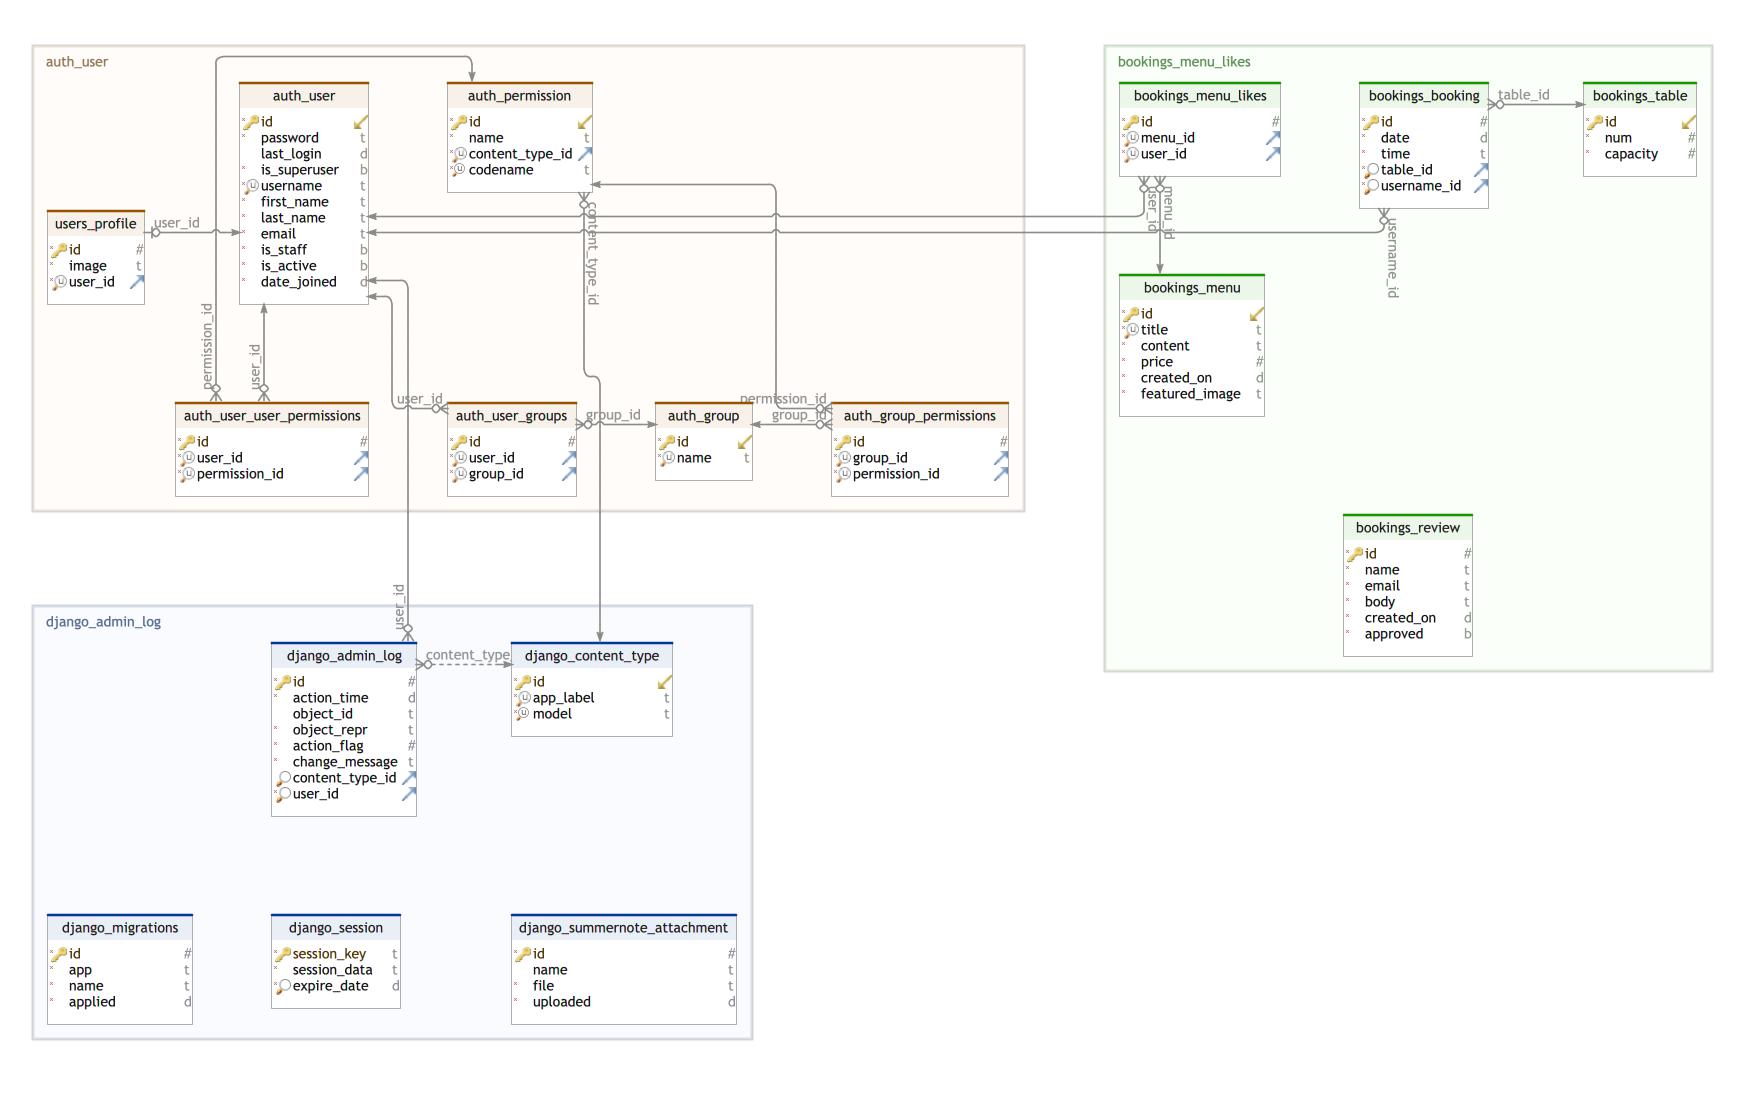 auth_user
auth_user
id
password t
last_login d
is_superuser b
username t
first_name t
last_name t
email t
is_staff b
is_active b
date_joined d
auth_permission
id
name t
content_type_id
codename t
users_profile
id #
image t
user_id
user_id
permission_id
user_id
content_type_id
auth_user_user_permissions
id #
user_id
permission_id
user_id
auth_user_groups
id #
user_id
group_id
group_id
auth_group
id
name t
permission_id
group_id
auth_group_permissions
id #
group_id
permission_id
bookings_menu_likes
bookings_menu_likes
id #
menu_id
user_id
bookings_booking
id #
date d
time t
table_id
username_id
table_id
bookings_table
id
num #
capacity #
user_id
menu_id
username_id
bookings_menu
id
title t
content t
price #
created_on d
featured_image t
bookings_review
id #
name t
email t
body t
created_on d
approved b
django_admin_log
user_id
django_admin_log
id #
action_time d
object_id t
object_repr t
action_flag #
change_message t
content_type_id
user_id
content_type
django_content_type
id
app_label t
model t
django_migrations
id #
app t
name t
applied d
django_session
session_key t
session_data t
expire_date d
django_summernote_attachment
id #
name t
file t
uploaded d